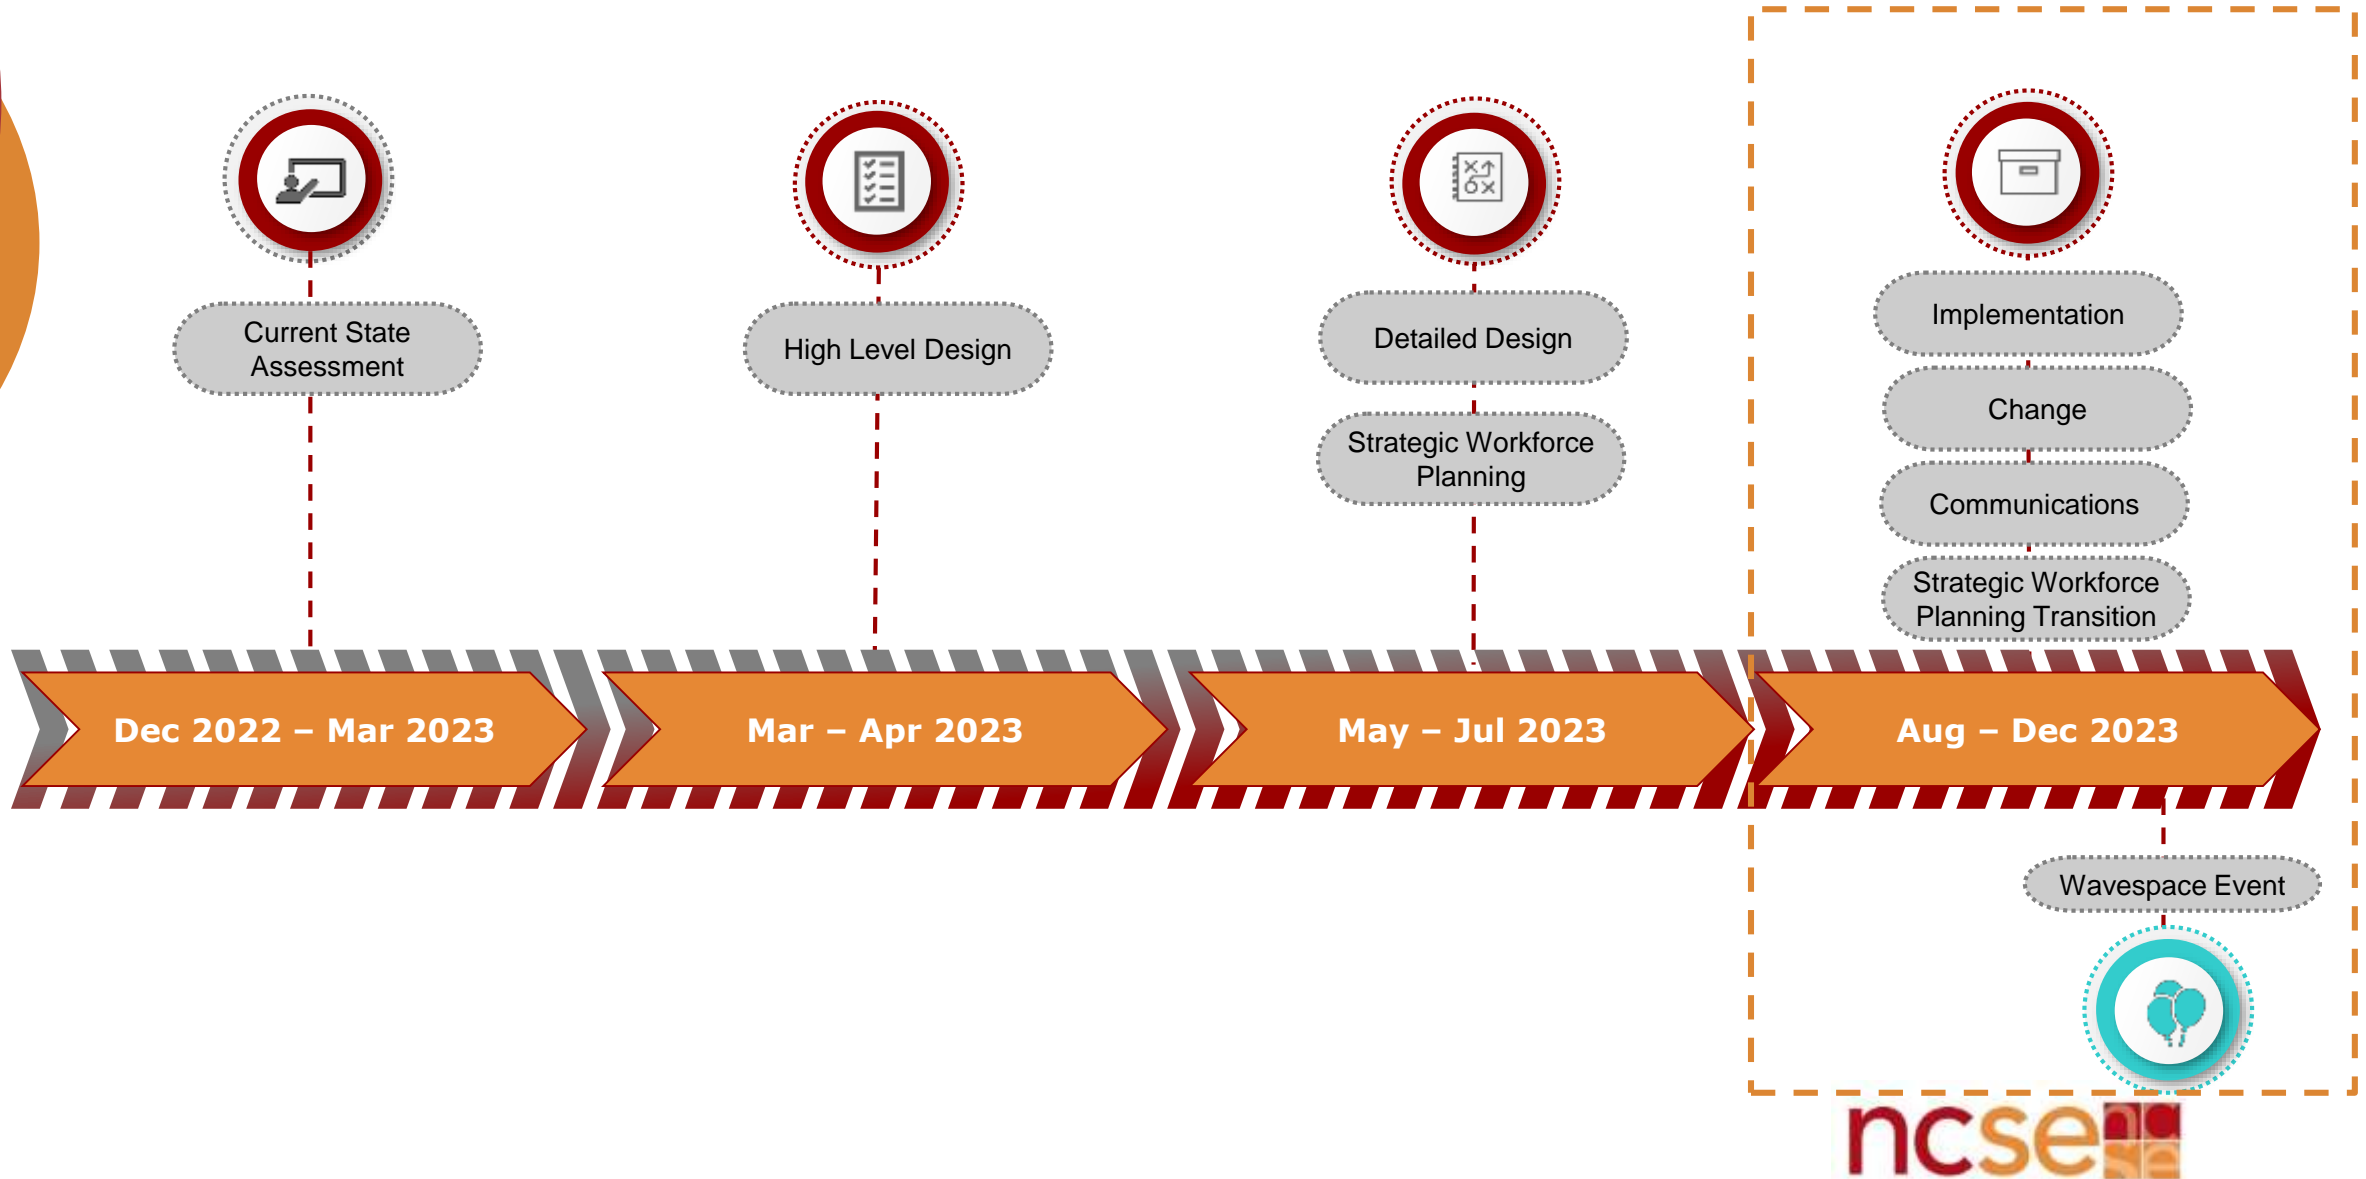 Current State
Assessment
High Level Design
Detailed Design
Strategic Workforce
Planning
Implementation
Change
Communications
Strategic Workforce
Planning Transition
Dec 2022 – Mar 2023
Mar – Apr 2023
May – Jul 2023
Aug – Dec 2023
Wavespace Event
ncse